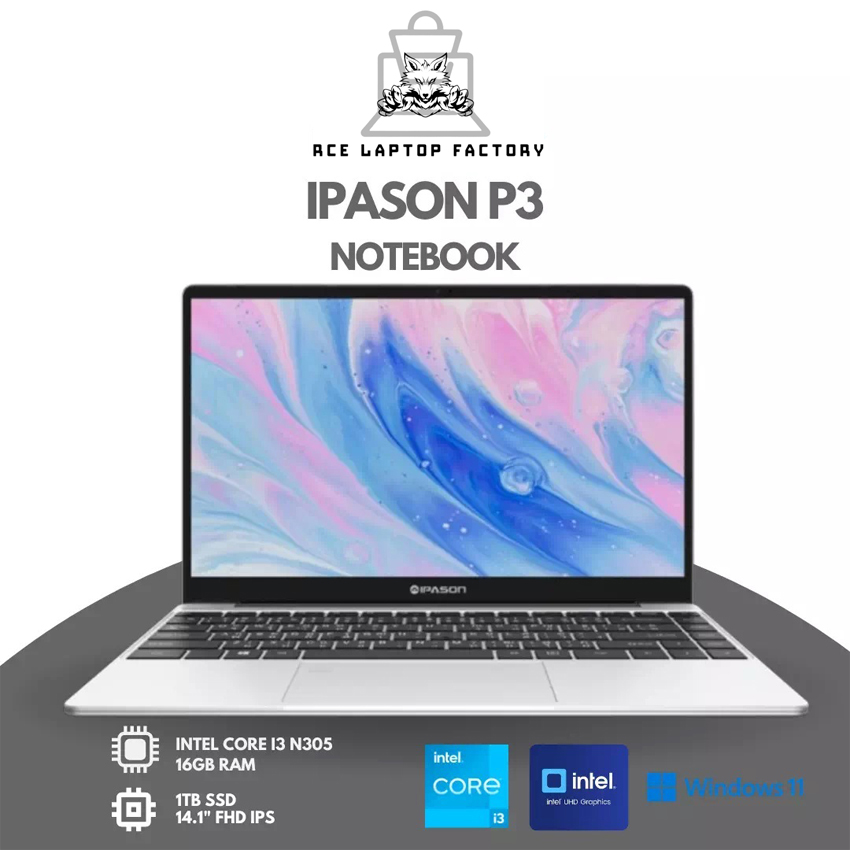 RCE LAPTOP FACTORY
IPASON P3
NOTEBOOK
IPASON
INTEL CORE I3 N305
16GB RAM
1TB SSD
14.1" FHD IPS
intel.
CORE
i3
intel.
intel UHD Graphics
Windows 11